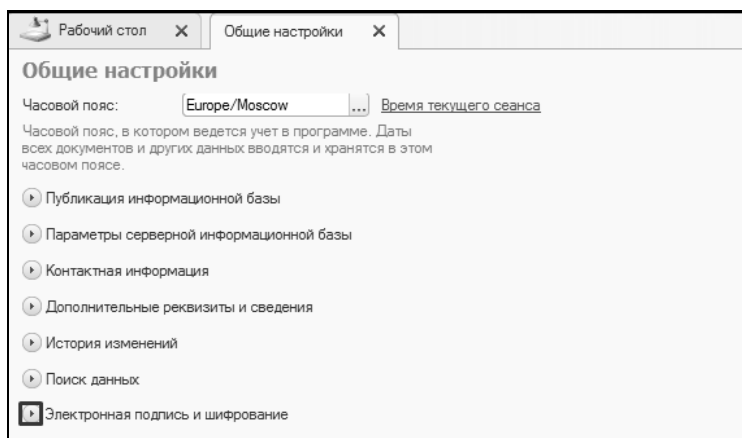 Рабочий стол
Общие настройки
Общие настройки
Часовой пояс: Europe/Moscow ... Время текущего сеанса
Часовой пояс, в котором ведется учет в программе. Даты
всех документов и других данных вводятся и хранятся в этом
часовом поясе.
Публикация информационной базы
Параметры серверной информационной базы
Контактная информация
Дополнительные реквизиты и сведения
История изменений
Поиск данных
Электронная подпись и шифрование